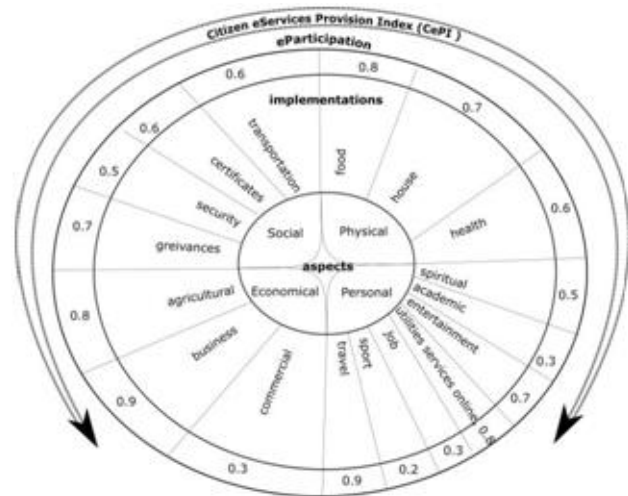 Citizen eServices Provision Index (CePI )
eParticipation
0.6
0.8
0.7
0.6
0.5
0.3
0.7
0.8
0.3
0.2
0.9
0.3
0.9
0.8
0.7
0.5
0.6
implementations
transportation
food
house
health
certificates
security
greivances
Social
Physical
aspects
Economical
Personal
agricultural
business
commercial
travel
sport
job
utilities services online
entertainment
academic
spiritual